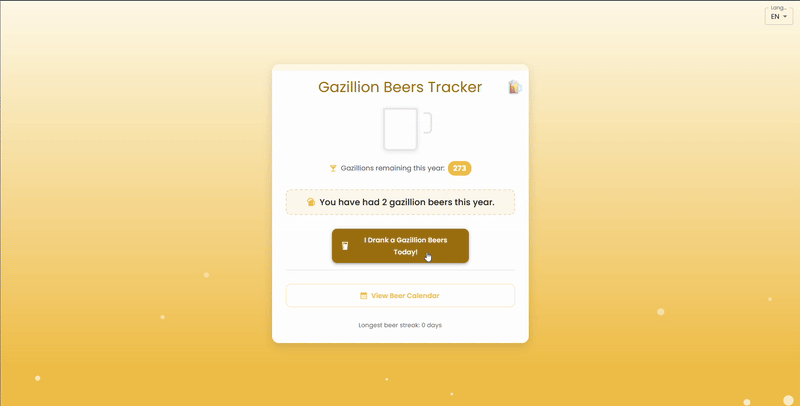 Lang...
EN
Gazillion Beers Tracker
Gazillions remaining this year: 273
You have had 2 gazillion beers this year.
I Drank a Gazillion Beers
Today!
View Beer Calendar
Longest beer streak: 0 days